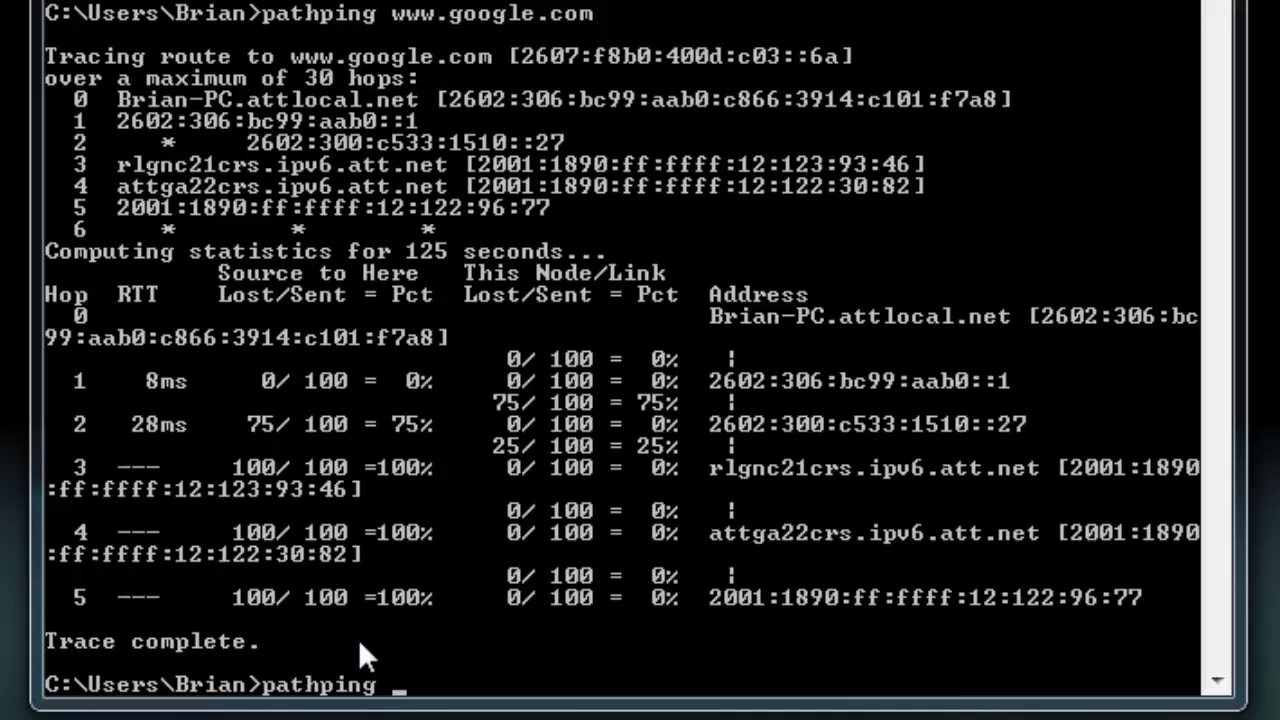 C:\Users\Brian>pathping www.google.com
Tracing route to www.google.com [2607:f8b0:400d:c03::6a]
over a maximum of 30 hops:
0 Brian-PC.attlocal.net [2602:306:bc99:aab0:c866:3914:c101:f7a8]
1 2602:306:bc99:aab0::1
2 * 2602:300:c533:1510::27
3 rlgnc21crs.ipv6.att.net [2001:1890:ff:ffff:12:123:93:46]
4 attga22crs.ipv6.att.net [2001:1890:ff:ffff:12:122:30:82]
5 2001:1890:ff:ffff:12:122:96:77
6 * * *
Computing statistics for 125 seconds...
Source to Here This Node/Link
Hop RTT Lost/Sent = Pct Lost/Sent = Pct Address
0 Brian-PC.attlocal.net [2602:306:bc
99:aab0:c866:3914:c101:f7a8]
0/ 100 = 0% |
1 8ms 0/ 100 = 0% 0/ 100 = 0% 2602:306:bc99:aab0::1
75/ 100 = 75% |
2 28ms 75/ 100 = 75% 0/ 100 = 0% 2602:300:c533:1510::27
25/ 100 = 25% |
3 --- 100/ 100 =100% 0/ 100 = 0% rlgnc21crs.ipv6.att.net [2001:1890
:ff:ffff:12:123:93:46]
0/ 100 = 0% |
4 --- 100/ 100 =100% 0/ 100 = 0% attga22crs.ipv6.att.net [2001:1890
:ff:ffff:12:122:30:82]
0/ 100 = 0% |
5 --- 100/ 100 =100% 0/ 100 = 0% 2001:1890:ff:ffff:12:122:96:77
Trace complete.
C:\Users\Brian>pathping _